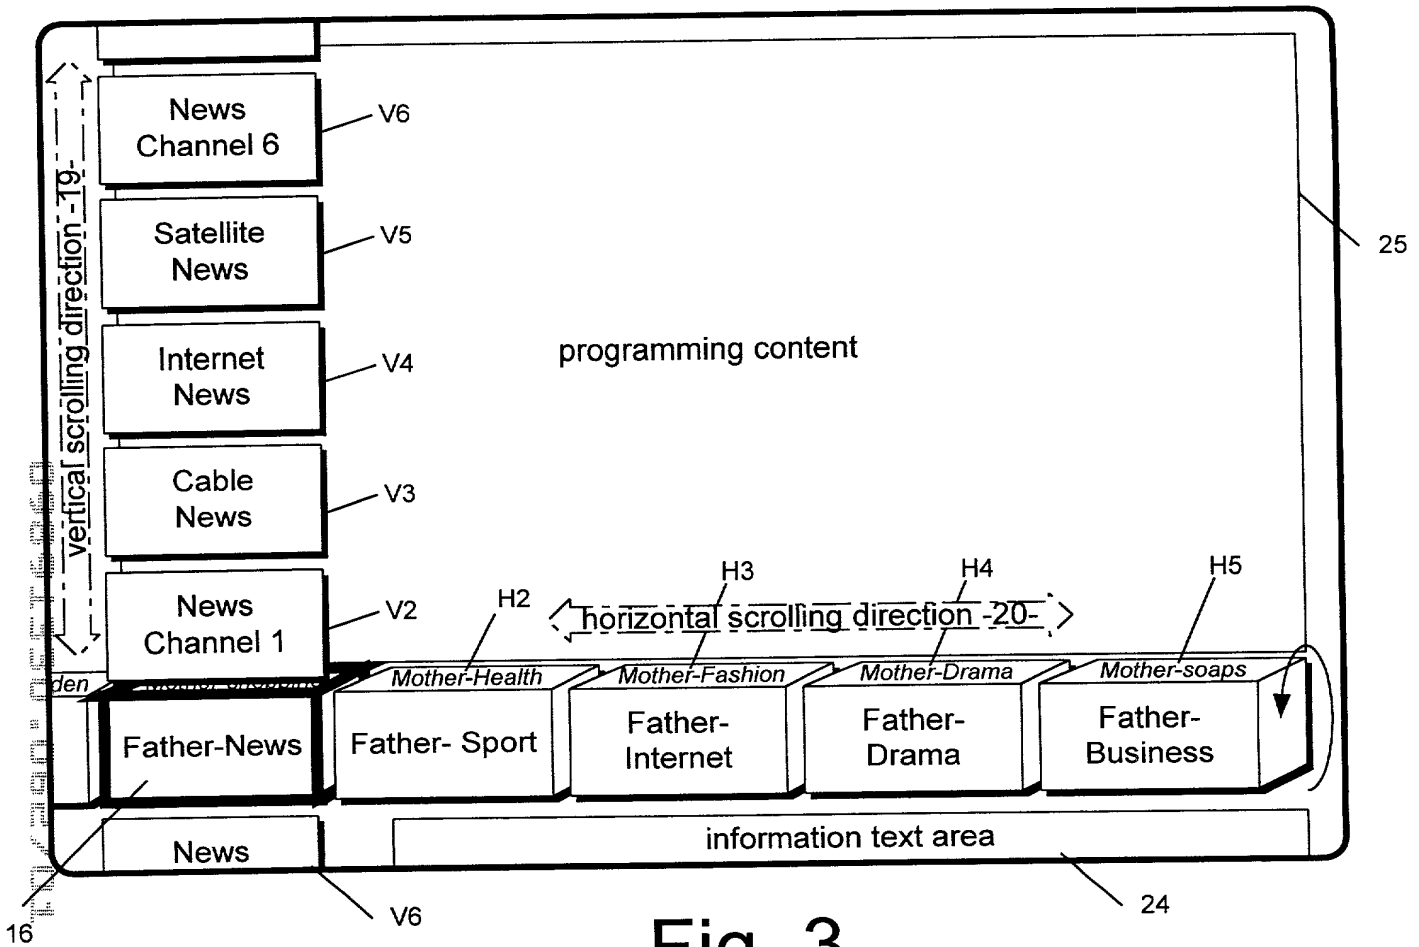 News
Channel 6
V6
Satellite
News
V5
25
Internet
News
V4
programming content
vertical scrolling direction -19-
Cable
News
V3
News
Channel 1
V2
H2
H3
H4
H5
horizontal scrolling direction -20-
den
Mother-Health
Mother-Fashion
Mother-Drama
Mother-soaps
Father-News
Father- Sport
Father-
Internet
Father-
Drama
Father-
Business
News
information text area
16
V6
24
Fig. 3